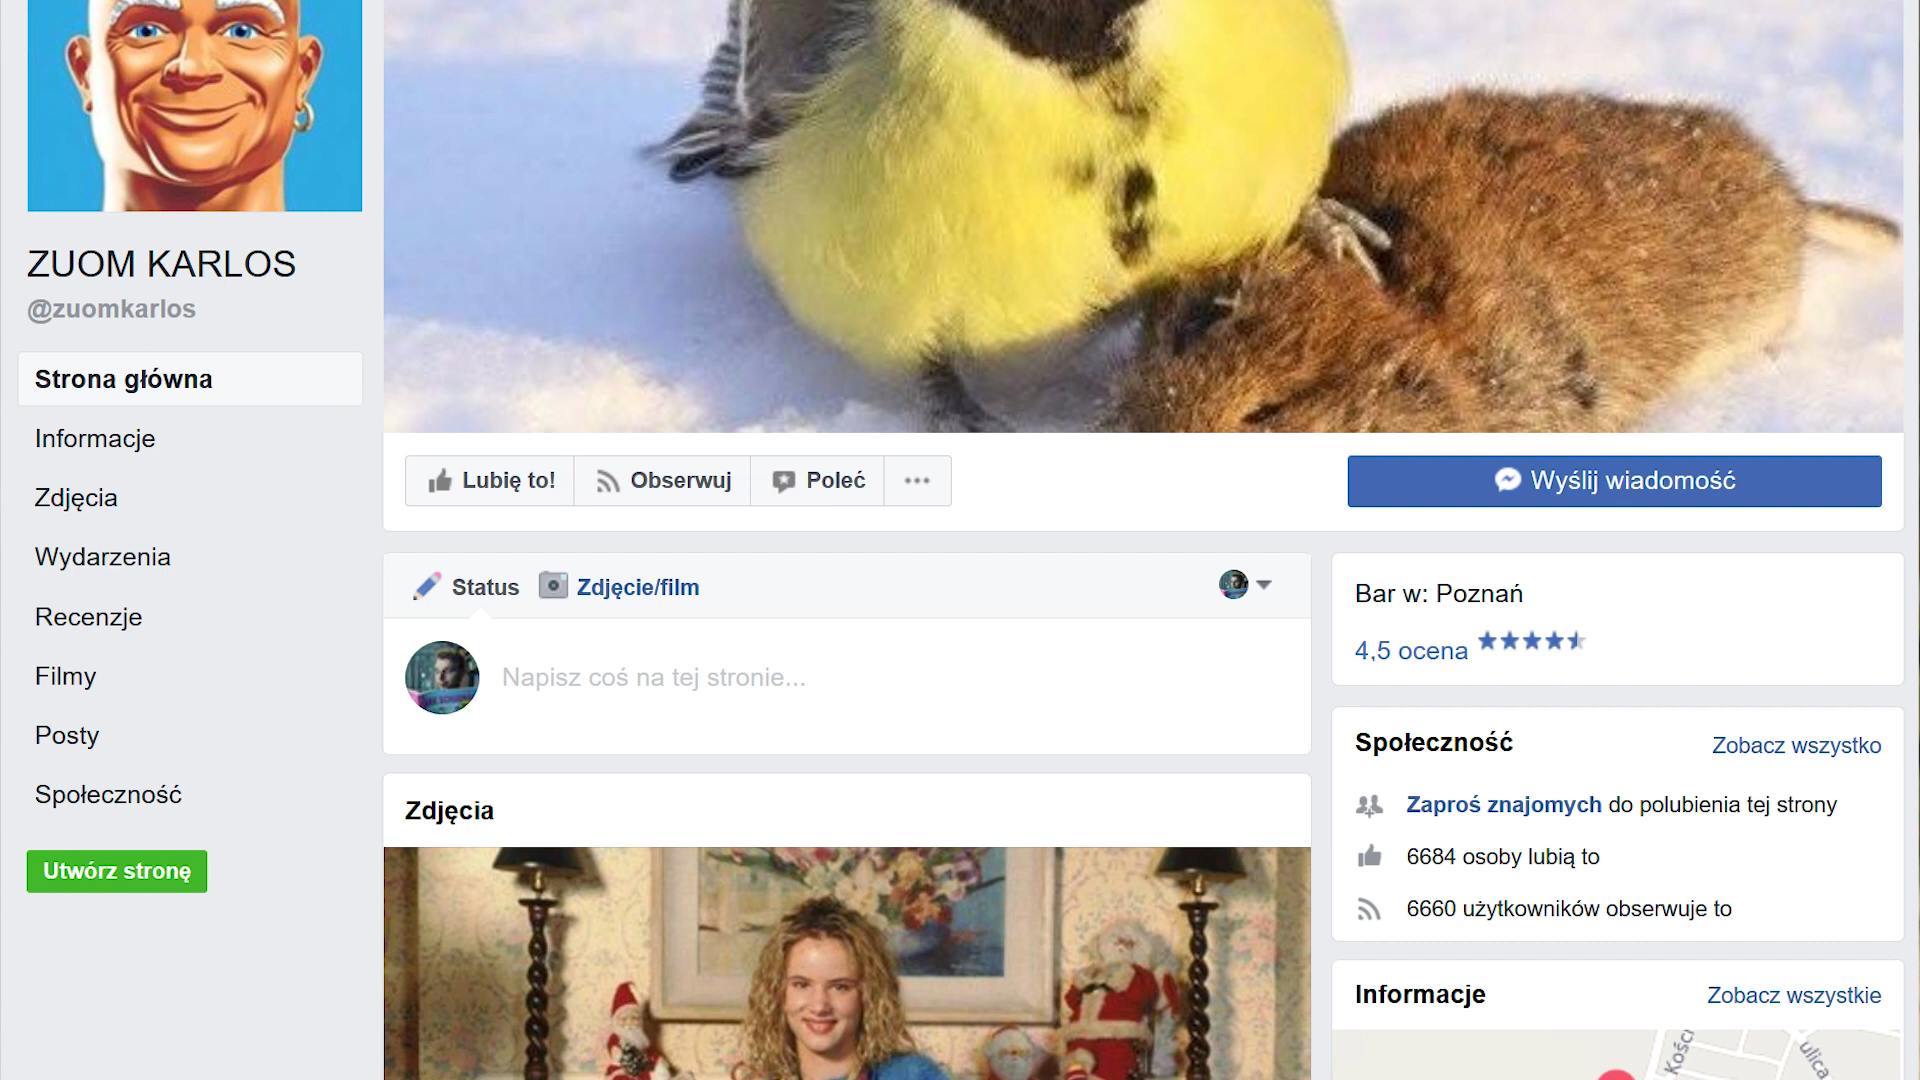 ZUOM KARLOS
@zuomkarlos
Strona główna
Informacje
Zdjęcia
Wydarzenia
Recenzje
Filmy
Posty
Społeczność
Utwórz stronę
Lubię to!
Obserwuj
Poleć
Wyślij wiadomość
Status
Zdjęcie/film
Napisz coś na tej stronie...
Zdjęcia
Bar w: Poznań
4,5 ocena
Społeczność
Zobacz wszystko
Zaproś znajomych do polubienia tej strony
6684 osoby lubią to
6660 użytkowników obserwuje to
Informacje
Zobacz wszystkie
Kości
ulica